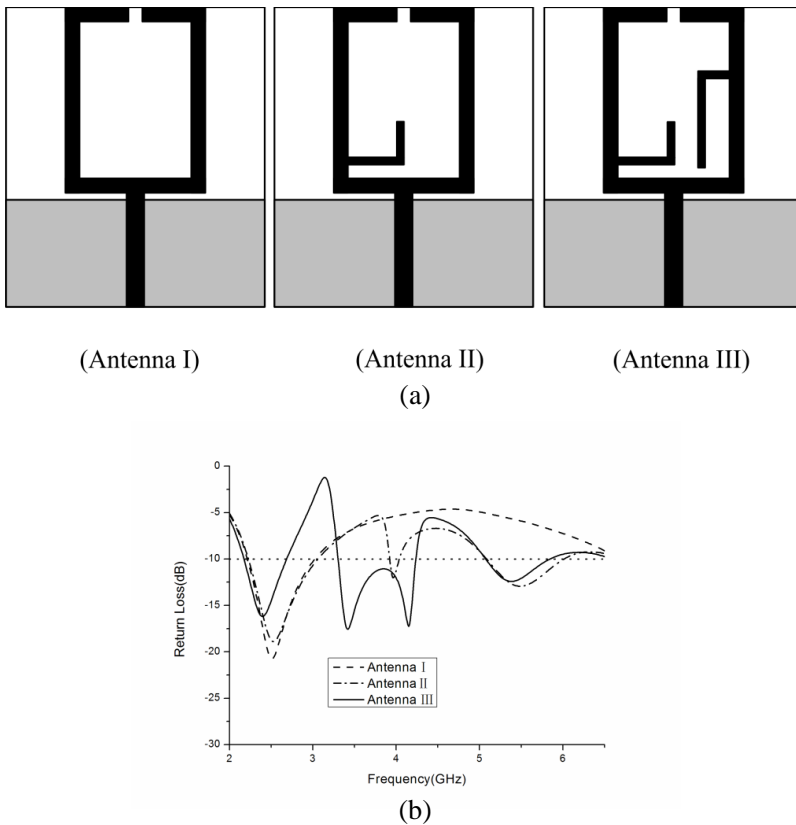 (Antenna I) (Antenna II) (Antenna III)
(a)
0
-5
-10
-15
-20
-25
-30
Return Loss(dB)
Antenna Ⅰ
Antenna Ⅱ
Antenna Ⅲ
2 3 4 5 6
Frequency(GHz)
(b)